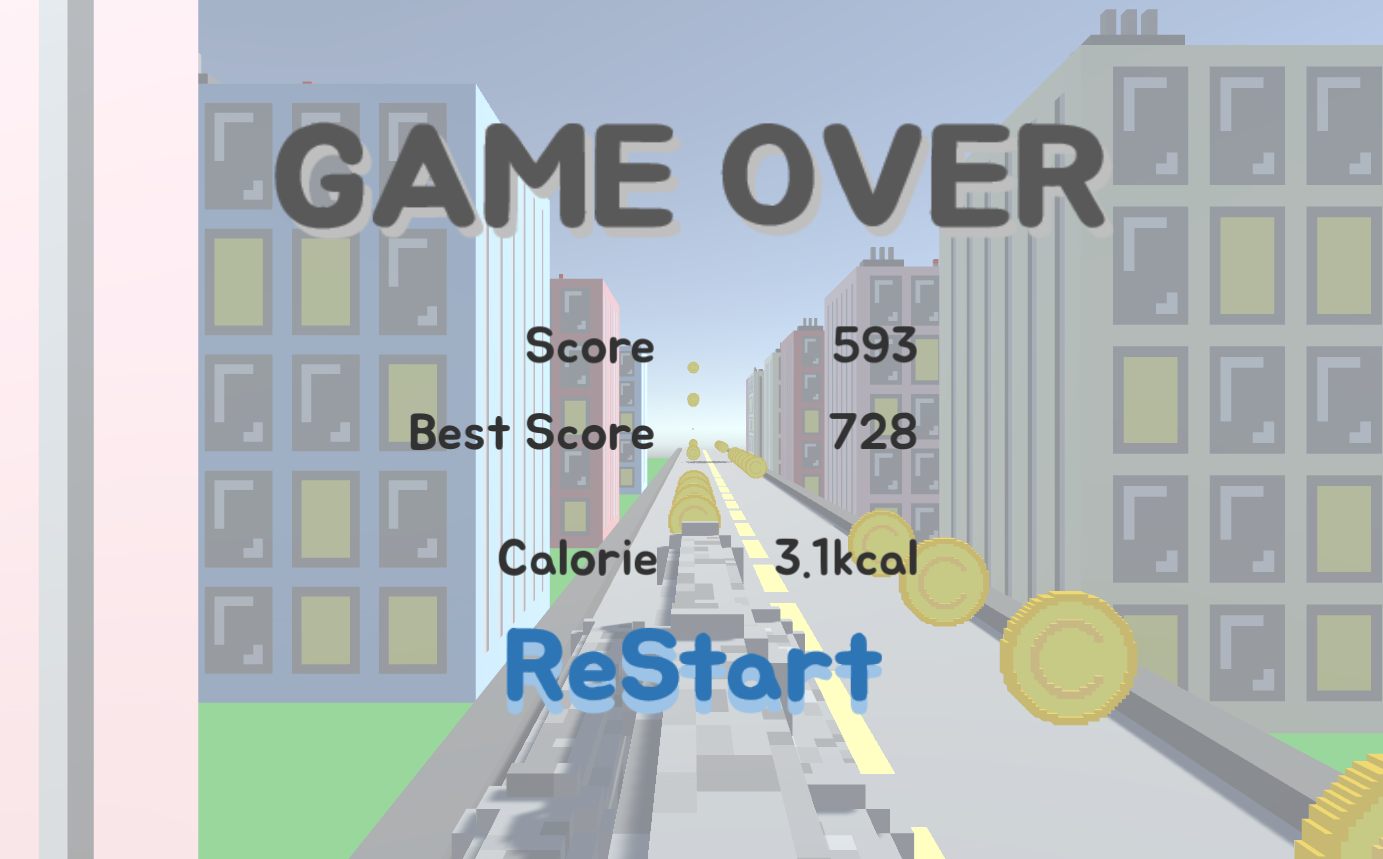 GAME OVER
Score 593
Best Score 728
Calorie 3.1kcal
ReStart